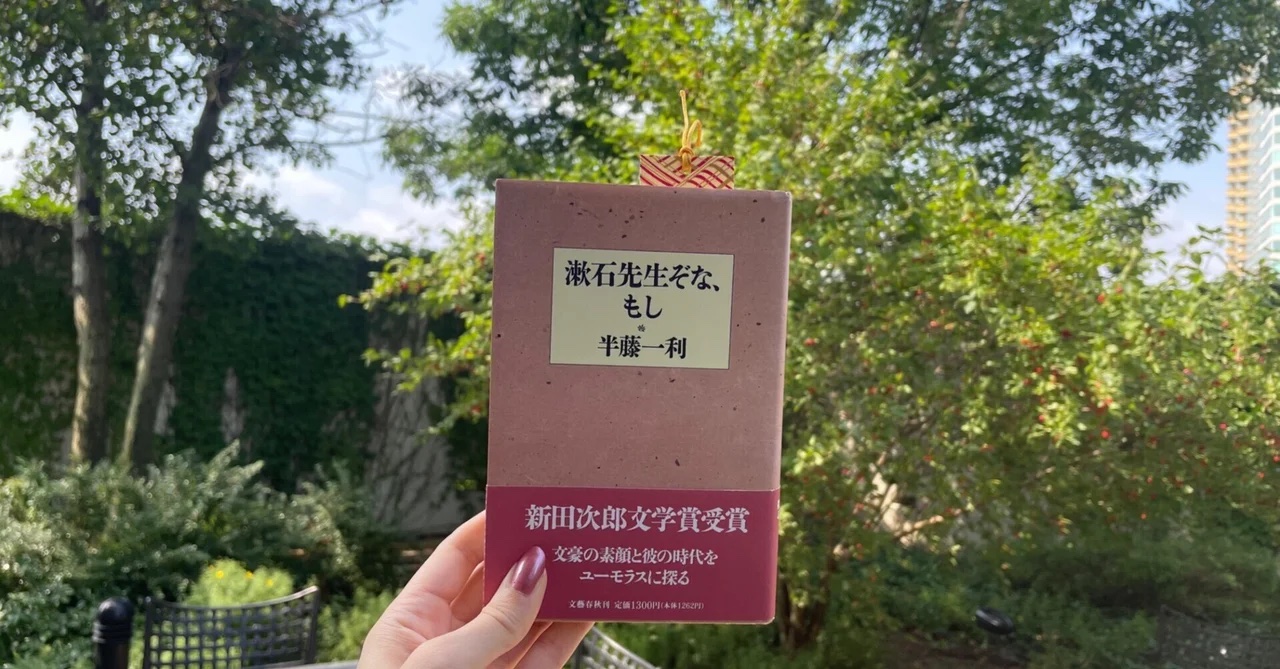 漱石先生ぞな、
もし
半藤一利
新田次郎文学賞受賞
文豪の素顔と彼の時代を
ユーモラスに探る
文藝春秋刊 定価1300円(本体1262円)